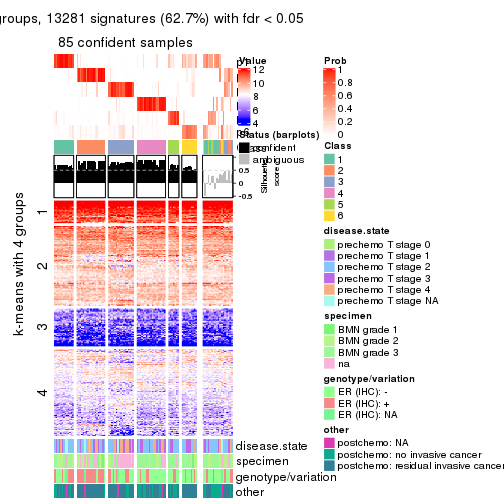 groups, 13281 signatures (62.7%) with fdr < 0.05
85 confident samples
k-means with 4 groups
1
2
3
4
Value
12
10
8
6
4
Status (barplots)
confident
ambiguous
0.5
0
-0.5
Silhouette
score
Prob
1
0.8
0.6
0.4
0.2
0
Class
1
2
3
4
5
6
disease.state
prechemo T stage 0
prechemo T stage 1
prechemo T stage 2
prechemo T stage 3
prechemo T stage 4
prechemo T stage NA
specimen
BMN grade 1
BMN grade 2
BMN grade 3
na
genotype/variation
ER (IHC): -
ER (IHC): +
ER (IHC): NA
other
postchemo: NA
postchemo: no invasive cancer
postchemo: residual invasive cancer
disease.state
specimen
genotype/variation
other